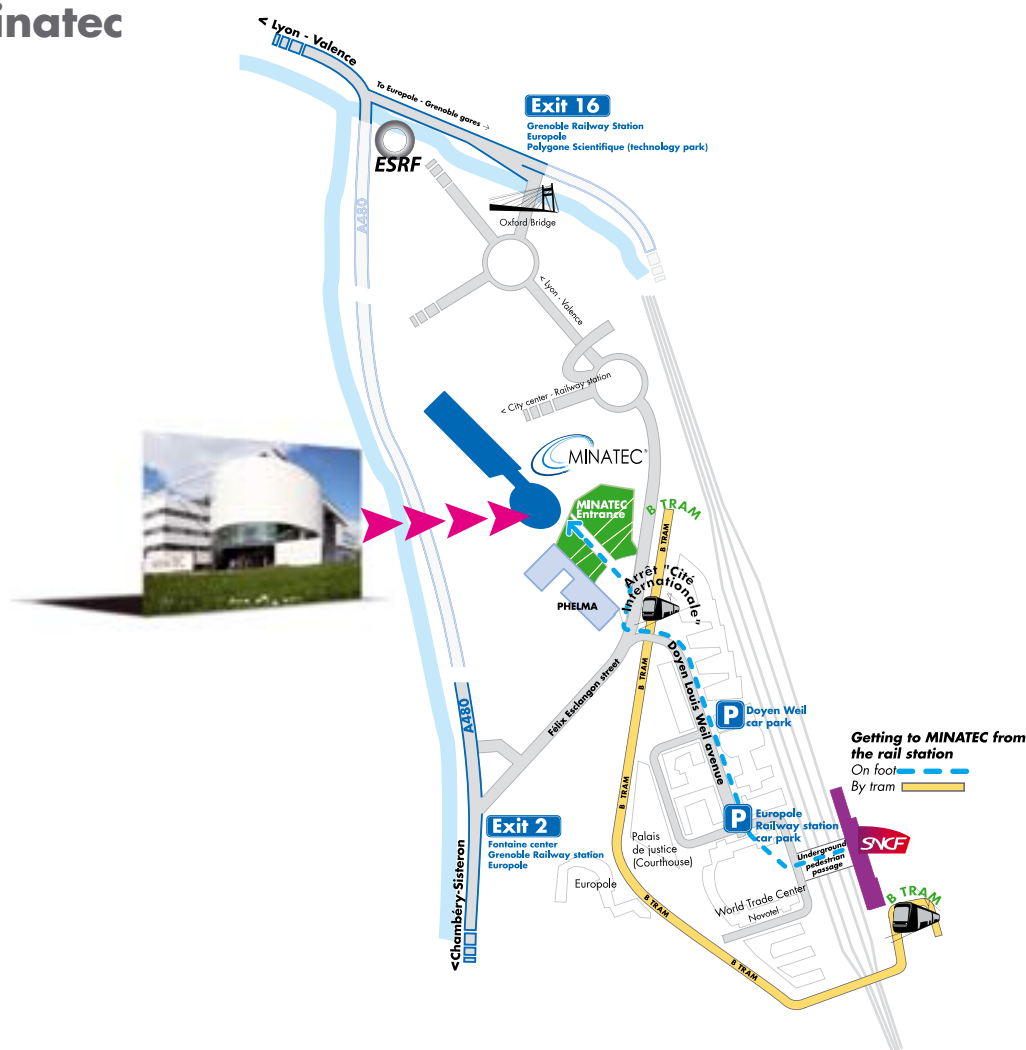 inatec
< Lyon - Valence
To Europole - Grenoble gares →
Exit 16
Grenoble Railway Station
Europole
Polygone Scientifique (technology park)
ESRF
A480
Oxford Bridge
< Lyon - Valence
< City center - Railway station
MINATEC®
MINATEC
Entrance
B TRAM
B TRAM
Arrêt "Cité
Internationale"
PHELMA
B TRAM
Félix Esclangon street
Doyen Louis Weil avenue
A480
P
Doyen Weil
car park
Getting to MINATEC from
the rail station
On foot
By tram
B TRAM
P
Europole
Railway station
car park
Exit 2
Fontaine center
Grenoble Railway station
Europole
Palais
de justice
(Courthouse)
Underground
pedestrian
passage
SNCF
Europole
World Trade Center
Novotel
B TRAM
B TRAM
B TRAM
<Chambéry-Sisteron